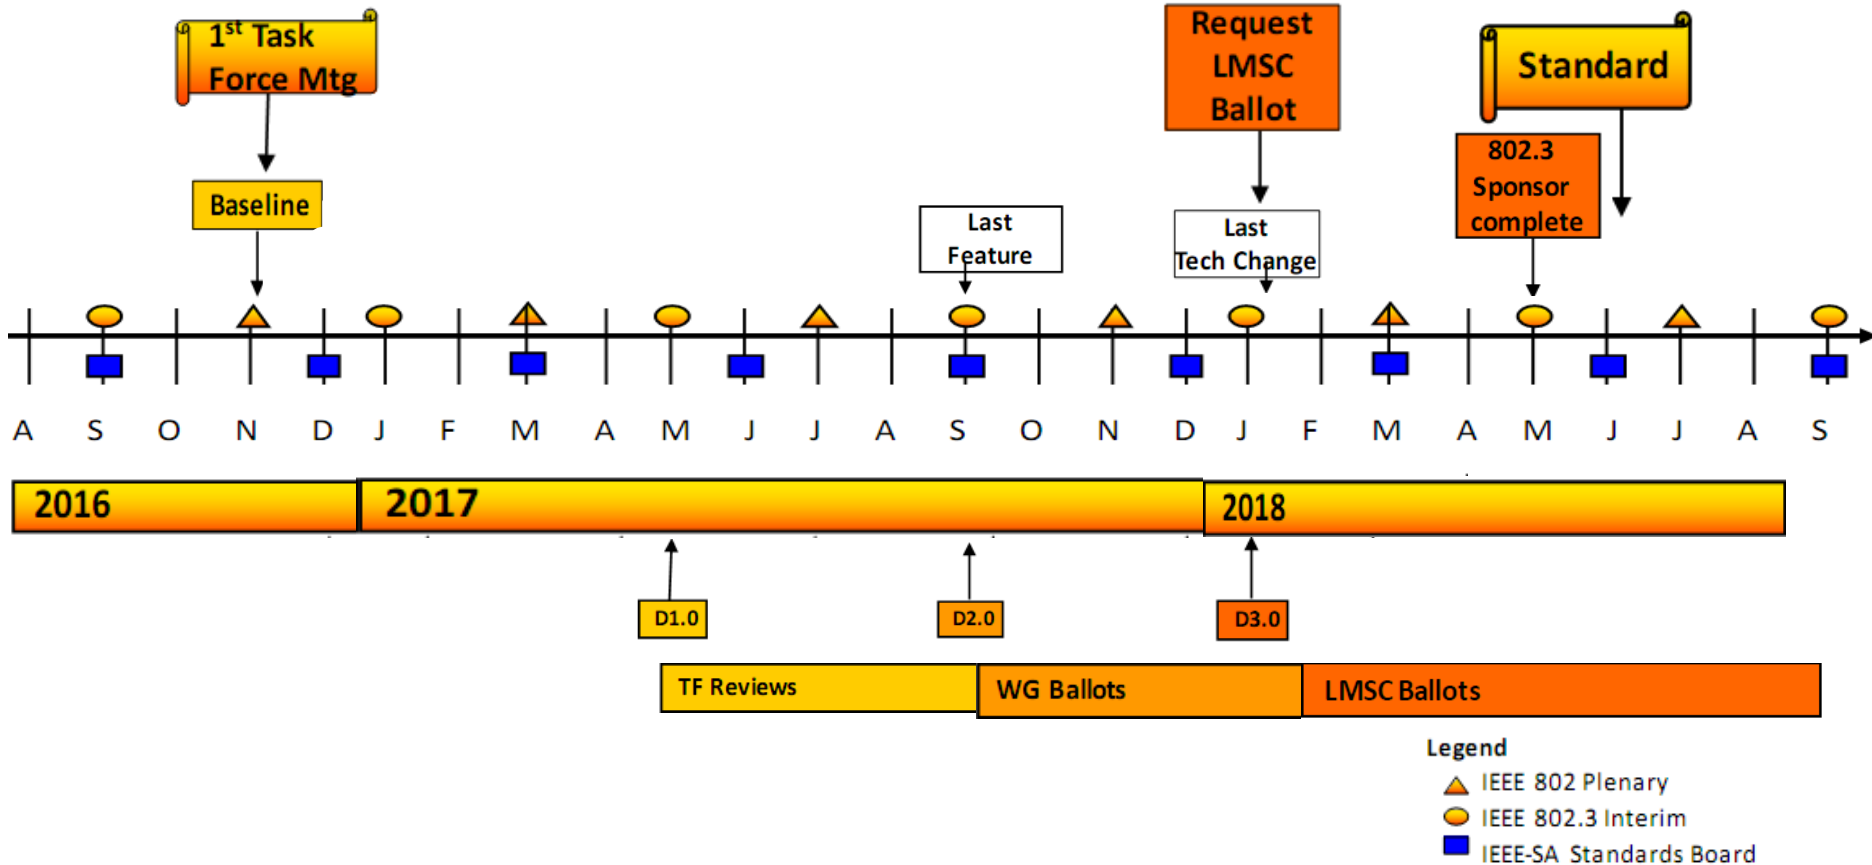 1st Task
Force Mtg
Request
LMSC
Ballot
Standard
802.3
Sponsor
complete
Baseline
Last
Feature
Last
Tech Change
A S O N D J F M A M J J A S O N D J F M A M J J A S
2016 2017 2018
D1.0 D2.0 D3.0
TF Reviews WG Ballots LMSC Ballots
Legend
IEEE 802 Plenary
IEEE 802.3 Interim
IEEE-SA Standards Board